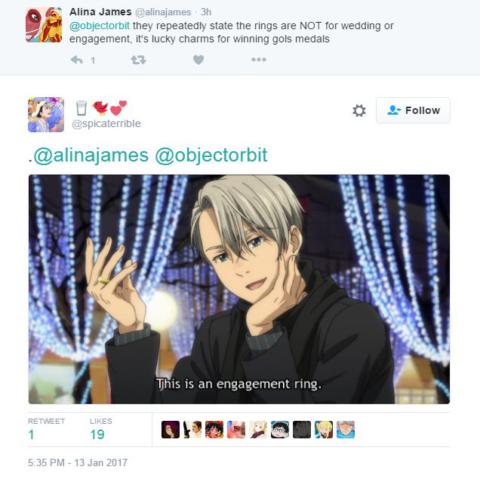 Alina James @alinajames · 3h
@objectorbit they repeatedly state the rings are NOT for wedding or
engagement, it's lucky charms for winning gols medals
1
Follow
@spicaterrible
.@alinajames @objectorbit
This is an engagement ring.
RETWEET LIKES
1 19
5:35 PM - 13 Jan 2017